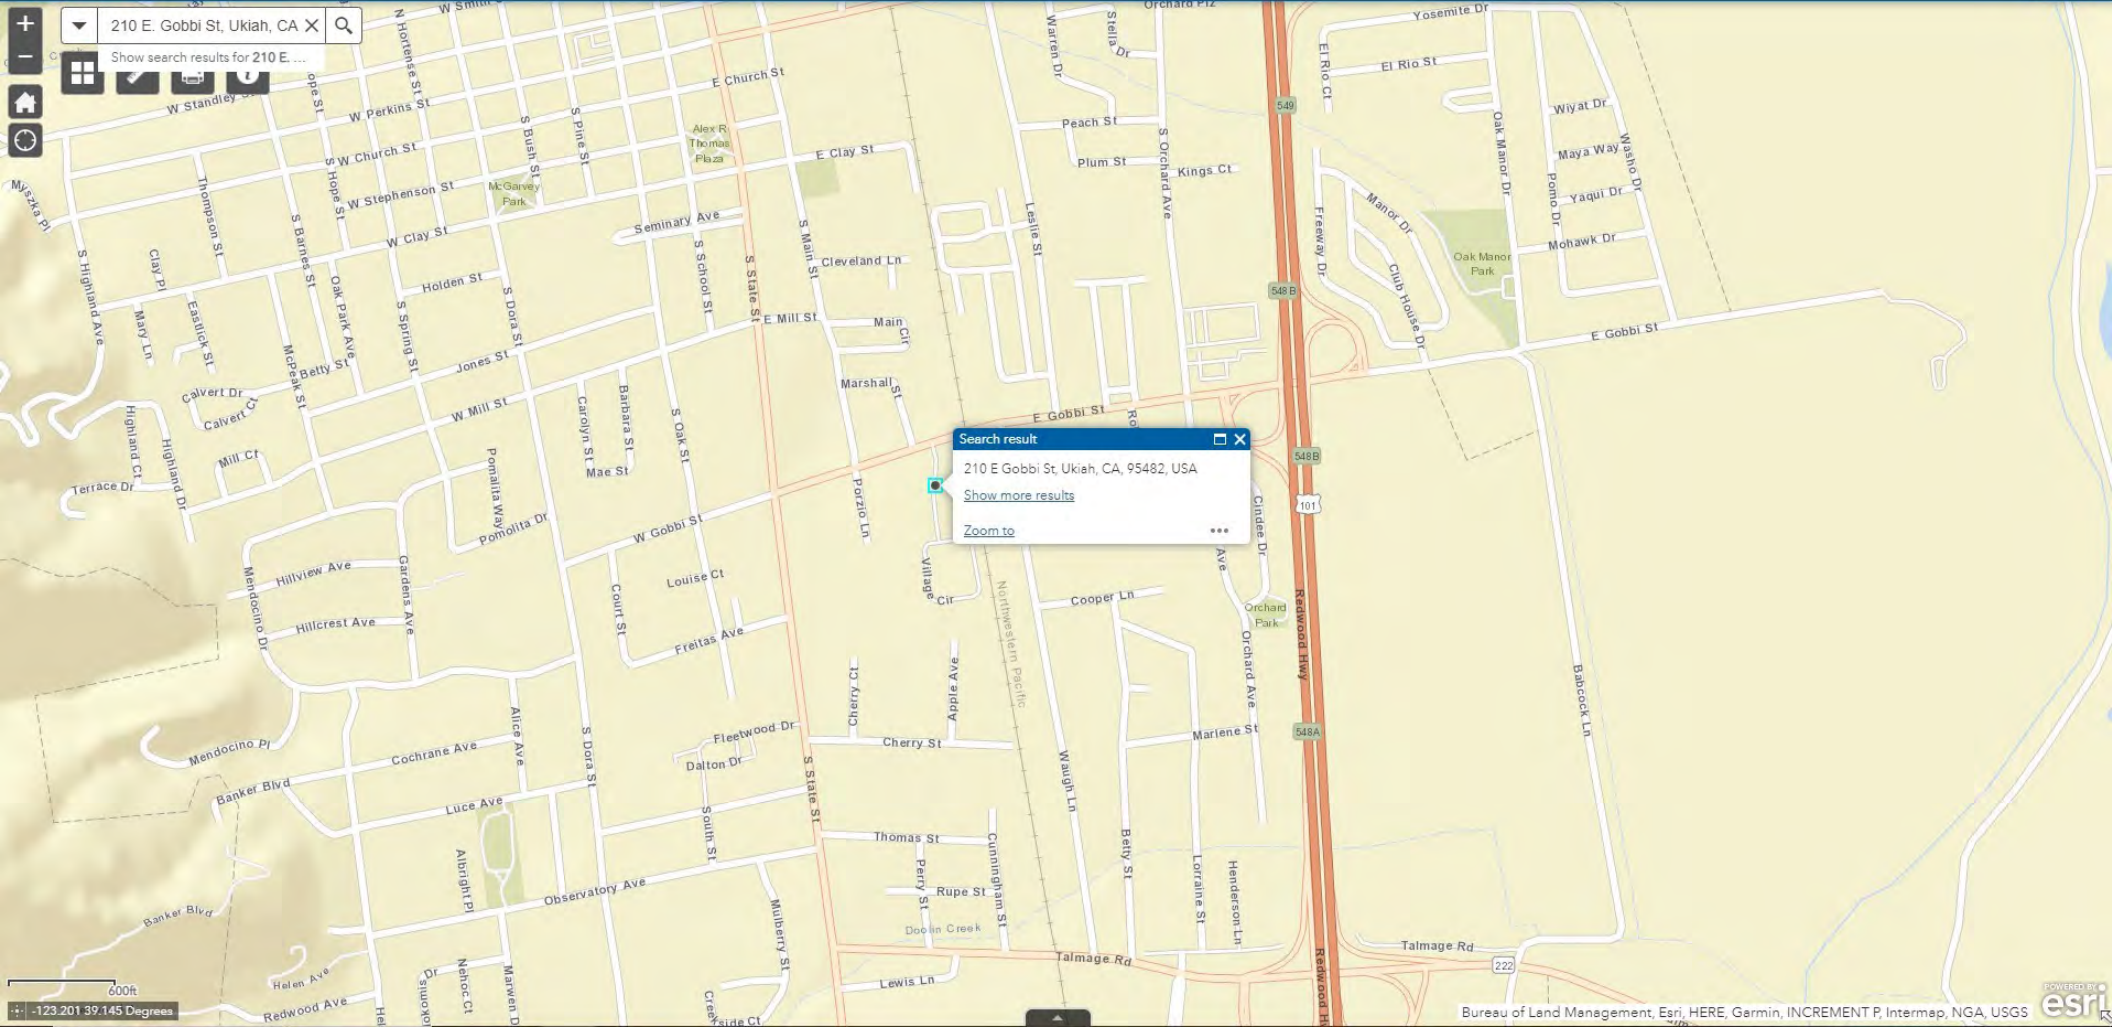 +
210 E. Gobbi St, Ukiah, CA
Show search results for 210 E. ...
−
W Standley
W Smith
N Hortense St
W Perkins St
W Church St
S Hope St
W Stephenson St
S Bush St
S Pine St
McGarvey
Park
Alex R
Thomas
Plaza
E Church St
E Clay St
W Clay St
Seminary Ave
Myszka Pl
Thompson St
S Barnes St
S Highland Ave
Clay Pl
Mary Ln
Eastlick St
Oak Park Ave
Holden St
S Spring St
S Dora St
S School St
S State St
S Main St
Cleveland Ln
E Mill St
Main
Cir
Marshall St
McPeak St
Betty St
Jones St
W Mill St
Calvert Dr
Calvert Ct
Highland Ct
Highland Dr
Mill Ct
Terrace Dr
Carolyn St
Barbara St
Mae St
S Oak St
Pomolita Way
Pomolita Dr
W Gobbi St
Porzio Ln
Village
Cir
Warren Dr
Stella Dr
Orchard Plz
Peach St
Plum St
Kings Ct
S Orchard Ave
Leslie St
E Gobbi St
Yosemite Dr
El Rio Ct
El Rio St
Oak Manor Dr
Wiyat Dr
Maya Way
Washo Dr
Yaqui Dr
Pomo Dr
Mohawk Dr
Manor Dr
Freeway Dr
Club House Dr
Oak Manor
Park
E Gobbi St
549
548 B
548B
101
548A
Search result
210 E Gobbi St, Ukiah, CA, 95482, USA
Show more results
Zoom to
Cindee Dr
Ave
Orchard
Park
Orchard Ave
Redwood Hwy
Babcock Ln
Northwestern Pacific
Cooper Ln
Marlene St
Waugh Ln
Betty St
Lorraine St
Henderson Ln
Hillview Ave
Hillcrest Ave
Gardens Ave
Mendocino Dr
Mendocino Pl
Court St
Louise Ct
Freitas Ave
Cherry Ct
Apple Ave
Cherry St
Fleetwood Dr
Dalton Dr
S Dora St
S State St
South St
Alice Ave
Cochrane Ave
Banker Blvd
Luce Ave
Albright Pl
Observatory Ave
Banker Blvd
Mulberry St
Thomas St
Perry St
Cunningham St
Rupe St
Doolin Creek
Talmage Rd
Talmage Rd
222
Lewis Ln
Helen Ave
Redwood Ave
Nehoc Ct
600ft
-123.201 39.145 Degrees
Bureau of Land Management, Esri, HERE, Garmin, INCREMENT P, Intermap, NGA, USGS
POWERED BY
esri